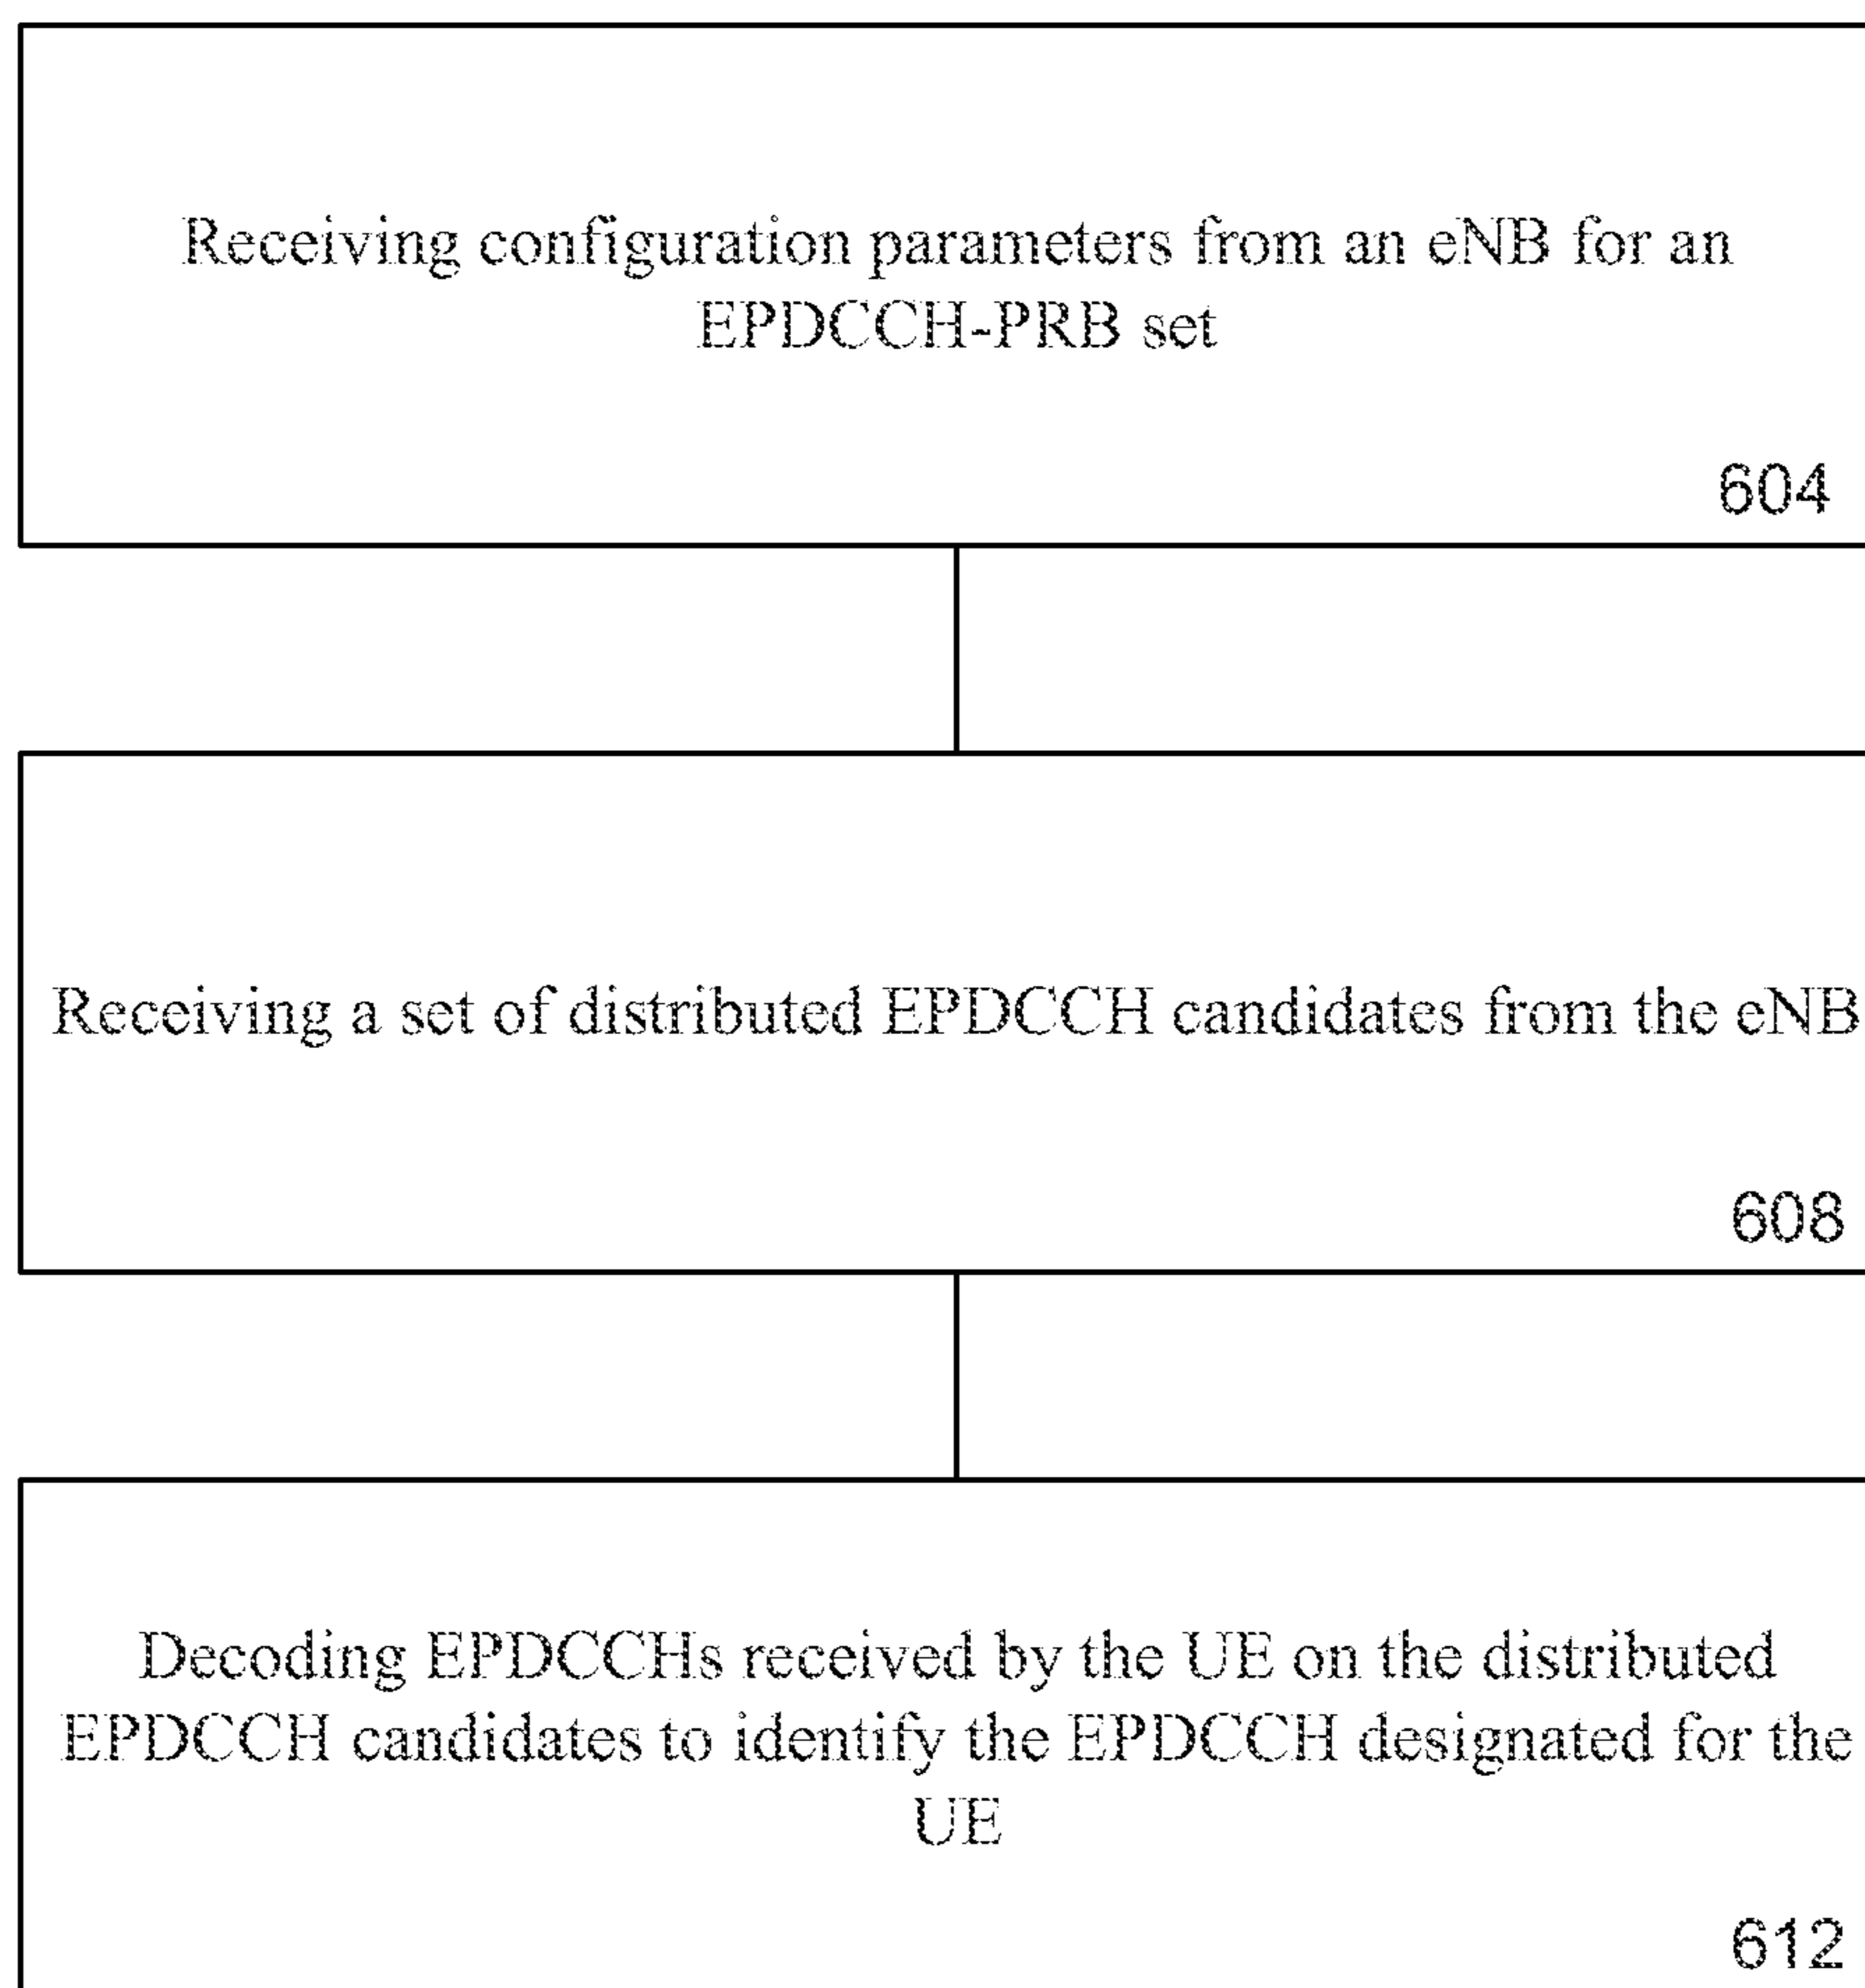 Receiving configuration parameters from an eNB for an
EPDCCH-PRB set
604
Receiving a set of distributed EPDCCH candidates from the eNB
608
Decoding EPDCCHs received by the UE on the distributed
EPDCCH candidates to identify the EPDCCH designated for the
UE
612